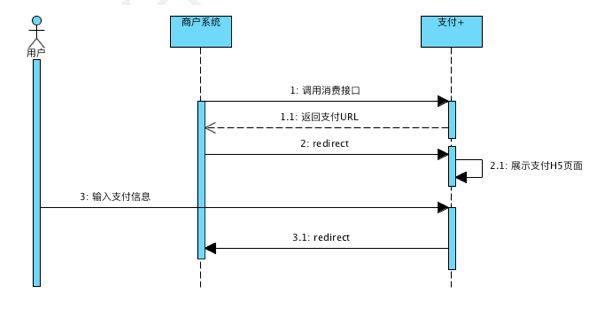 商户系统
支付+
用户
1: 调用消费接口
1.1: 返回支付URL
2: redirect
2.1: 展示支付H5页面
3: 输入支付信息
3.1: redirect